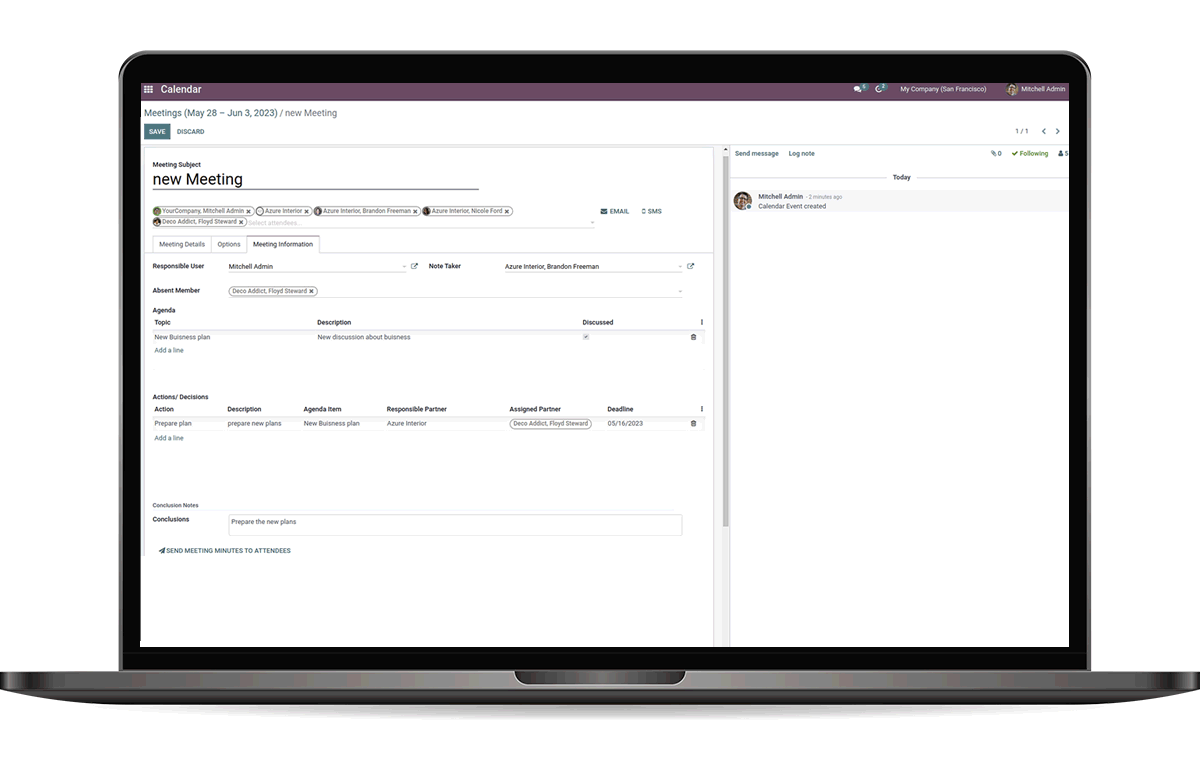 Calendar 6 2 My Company (San Francisco) Mitchell Admin
Meetings (May 28 – Jun 3, 2023) / new Meeting
SAVE DISCARD 1 / 1
Send message Log note 0 Following 5
Today
Mitchell Admin - 2 minutes ago
Calendar Event created
Meeting Subject
new Meeting
YourCompany, Mitchell Admin Azure Interior Azure Interior, Brandon Freeman Azure Interior, Nicole Ford EMAIL SMS
Deco Addict, Floyd Steward Select attendees...
Meeting Details Options Meeting Information
Responsible User Mitchell Admin Note Taker Azure Interior, Brandon Freeman
Absent Member Deco Addict, Floyd Steward
Agenda
Topic Description Discussed
New Buisness plan New discussion about buisness
Add a line
Actions/ Decisions
Action Description Agenda Item Responsible Partner Assigned Partner Deadline
Prepare plan prepare new plans New Buisness plan Azure Interior Deco Addict, Floyd Steward 05/16/2023
Add a line
Conclusion Notes
Conclusions Prepare the new plans
SEND MEETING MINUTES TO ATTENDEES